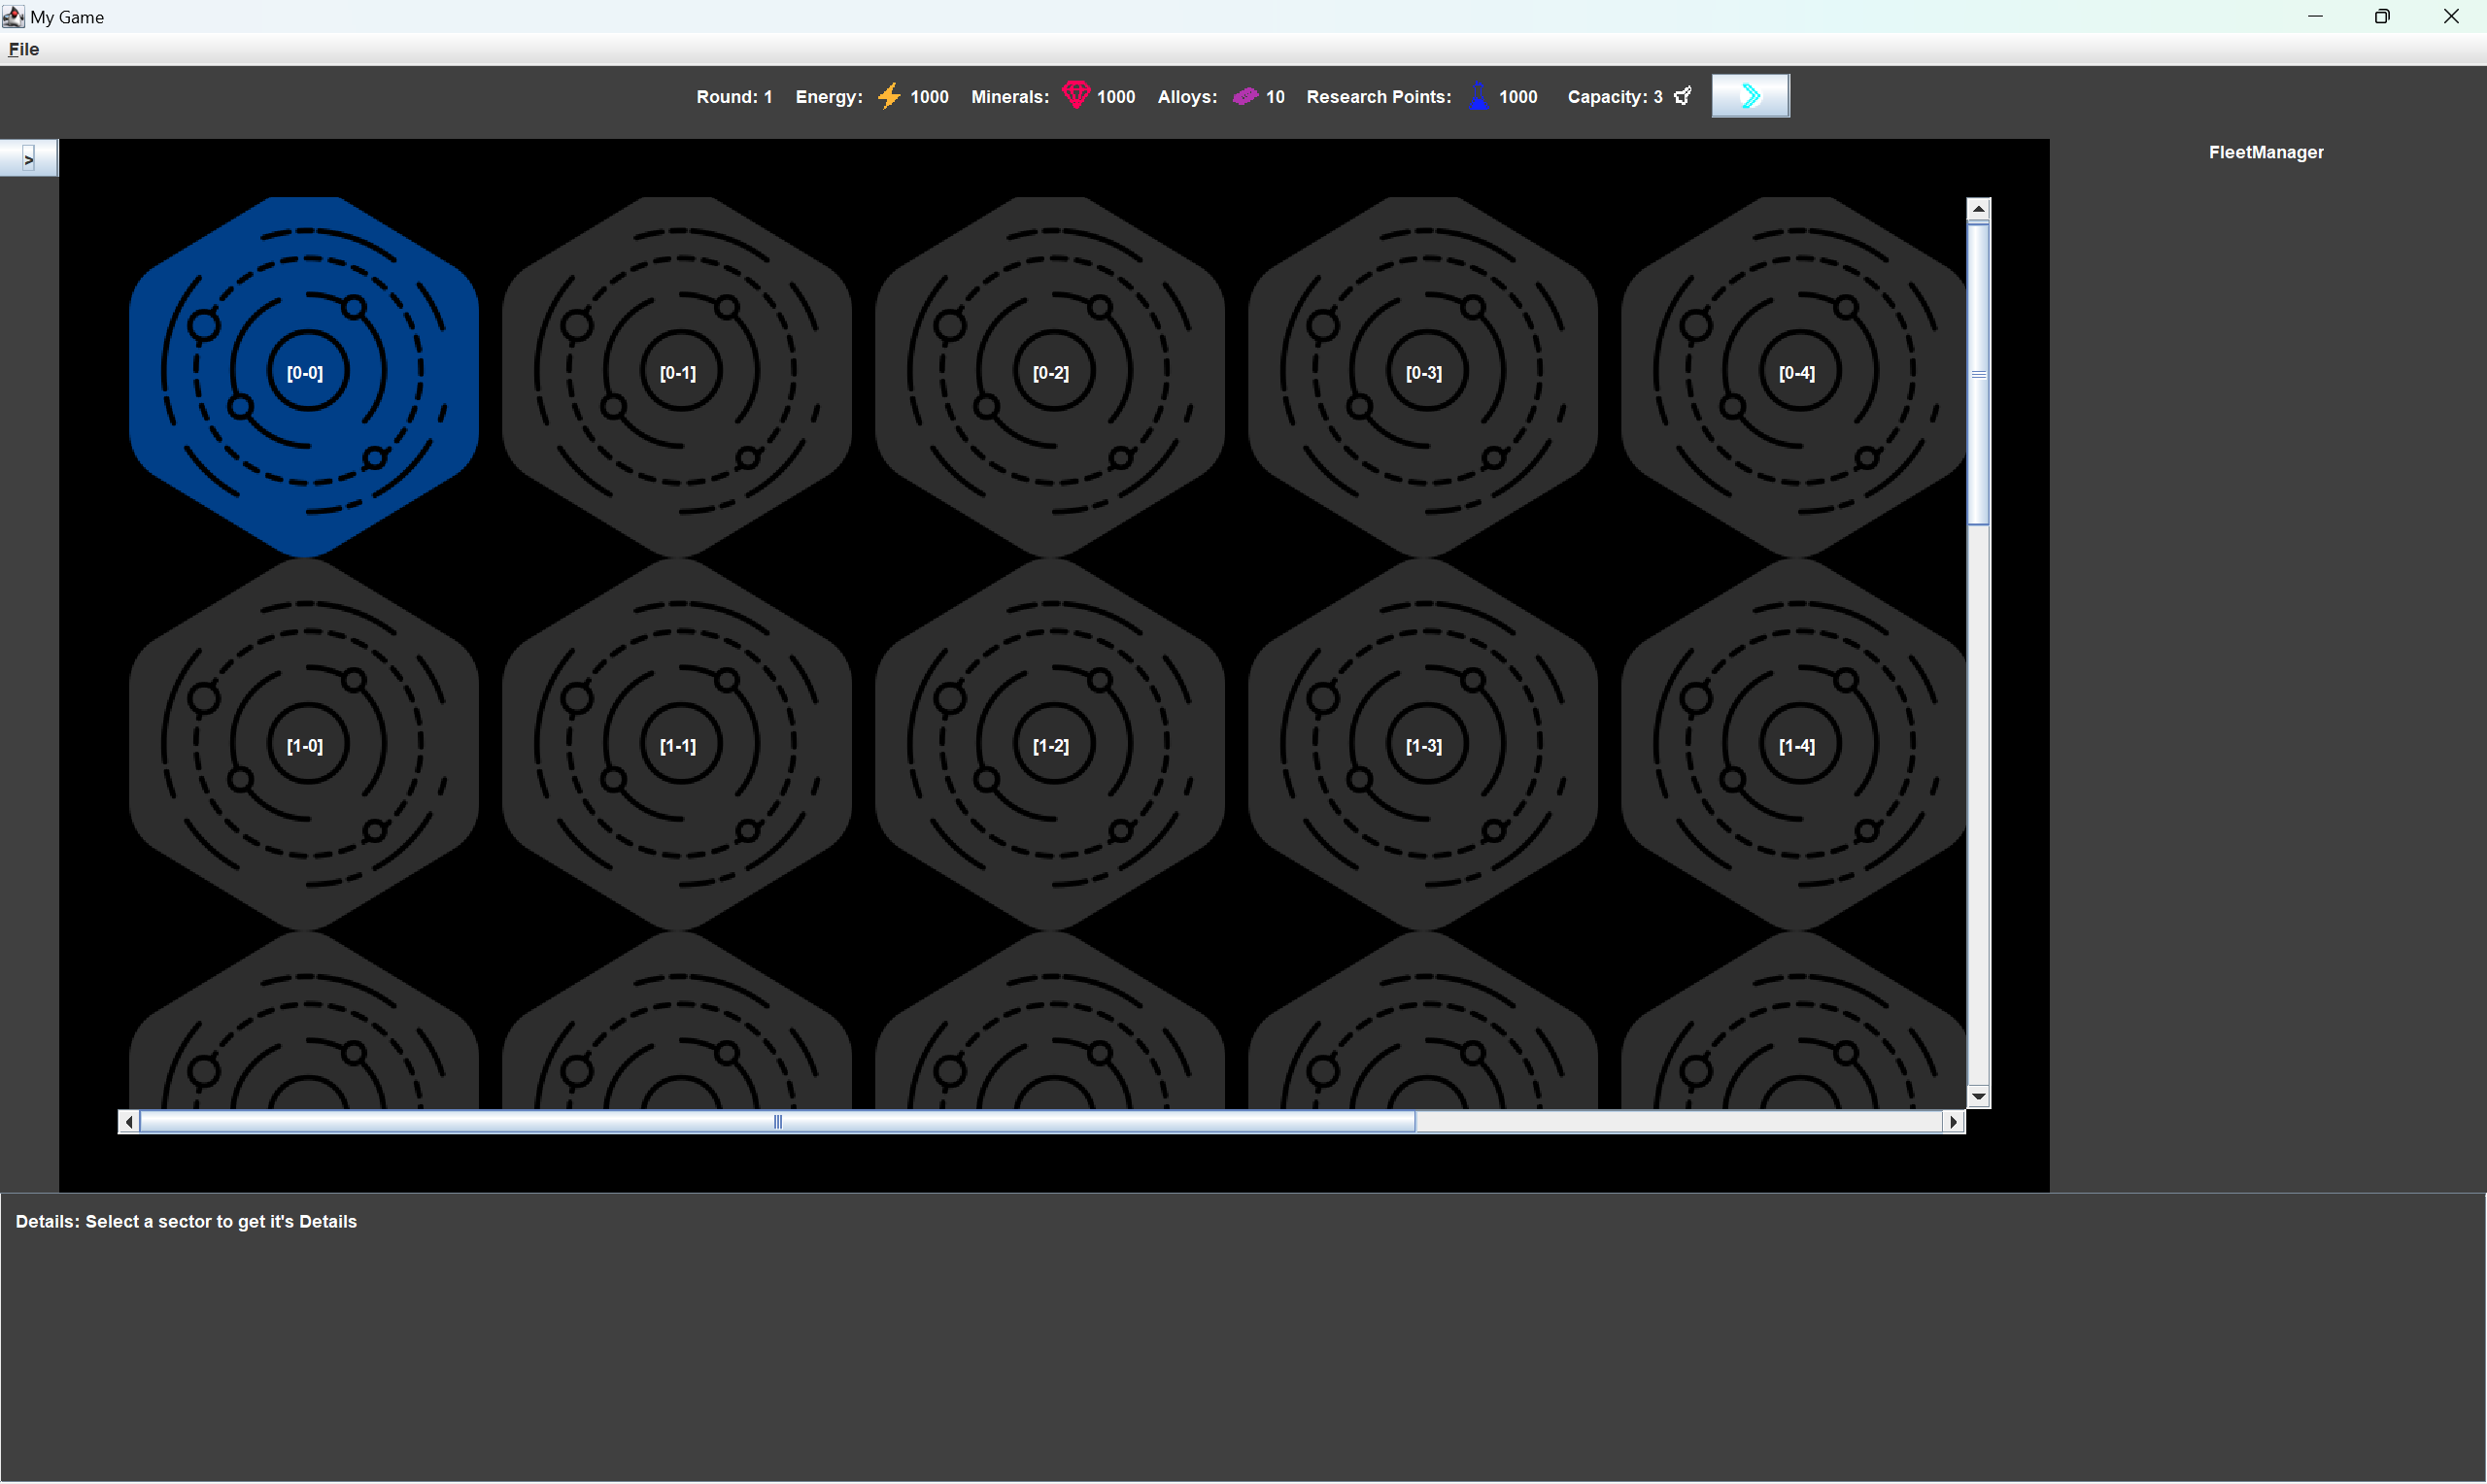 My Game
File
Round: 1 Energy: 1000 Minerals: 1000 Alloys: 10 Research Points: 1000 Capacity: 3
>
FleetManager
[0-0] [0-1] [0-2] [0-3] [0-4]
[1-0] [1-1] [1-2] [1-3] [1-4]
Details: Select a sector to get it's Details